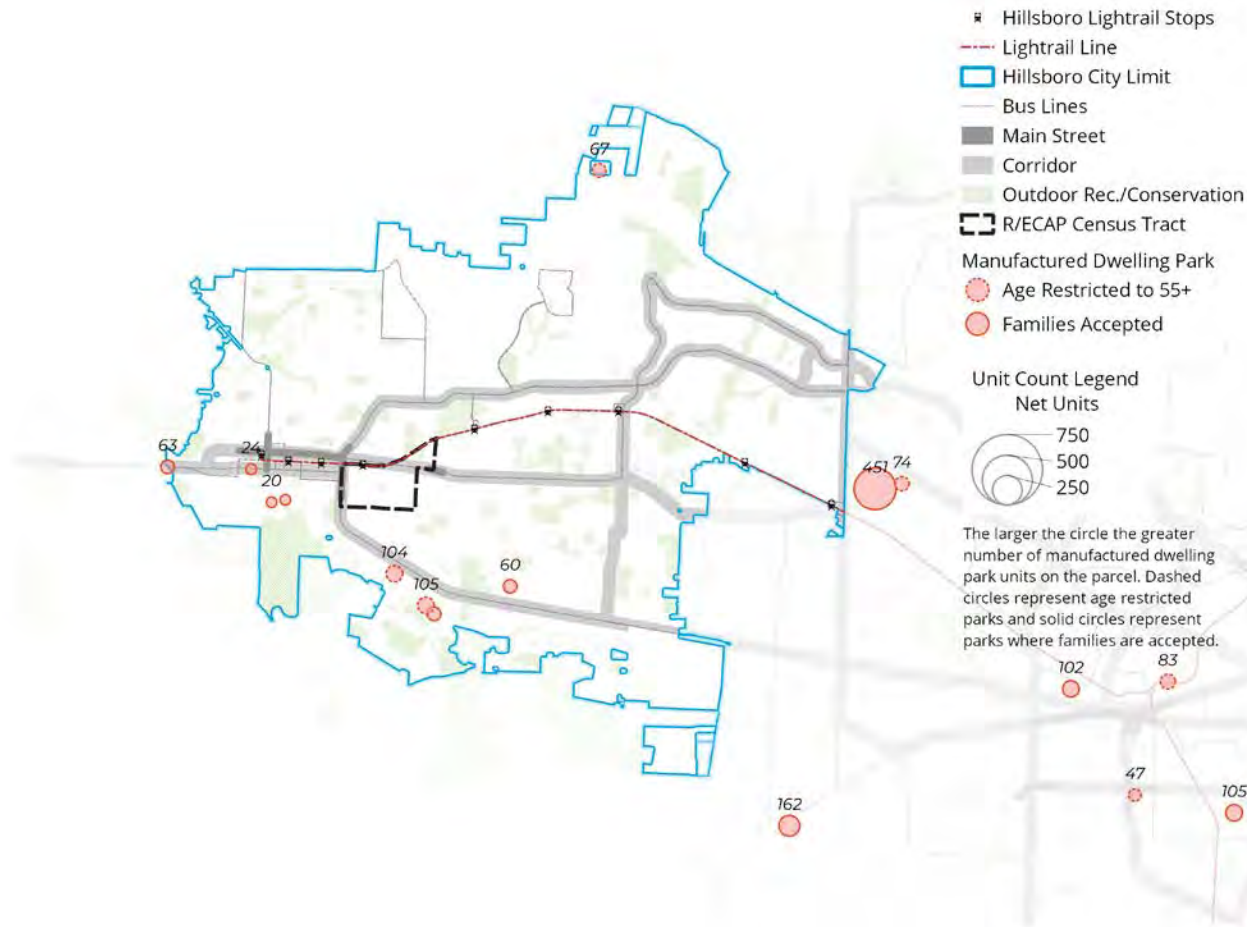 Hillsboro Lightrail Stops
Lightrail Line
Hillsboro City Limit
Bus Lines
Main Street
Corridor
Outdoor Rec./Conservation
R/ECAP Census Tract
Manufactured Dwelling Park
Age Restricted to 55+
Families Accepted
Unit Count Legend
Net Units
750
500
250
The larger the circle the greater
number of manufactured dwelling
park units on the parcel. Dashed
circles represent age restricted
parks and solid circles represent
parks where families are accepted.
67
63
24
20
451
74
104
105
60
102
83
47
162
105